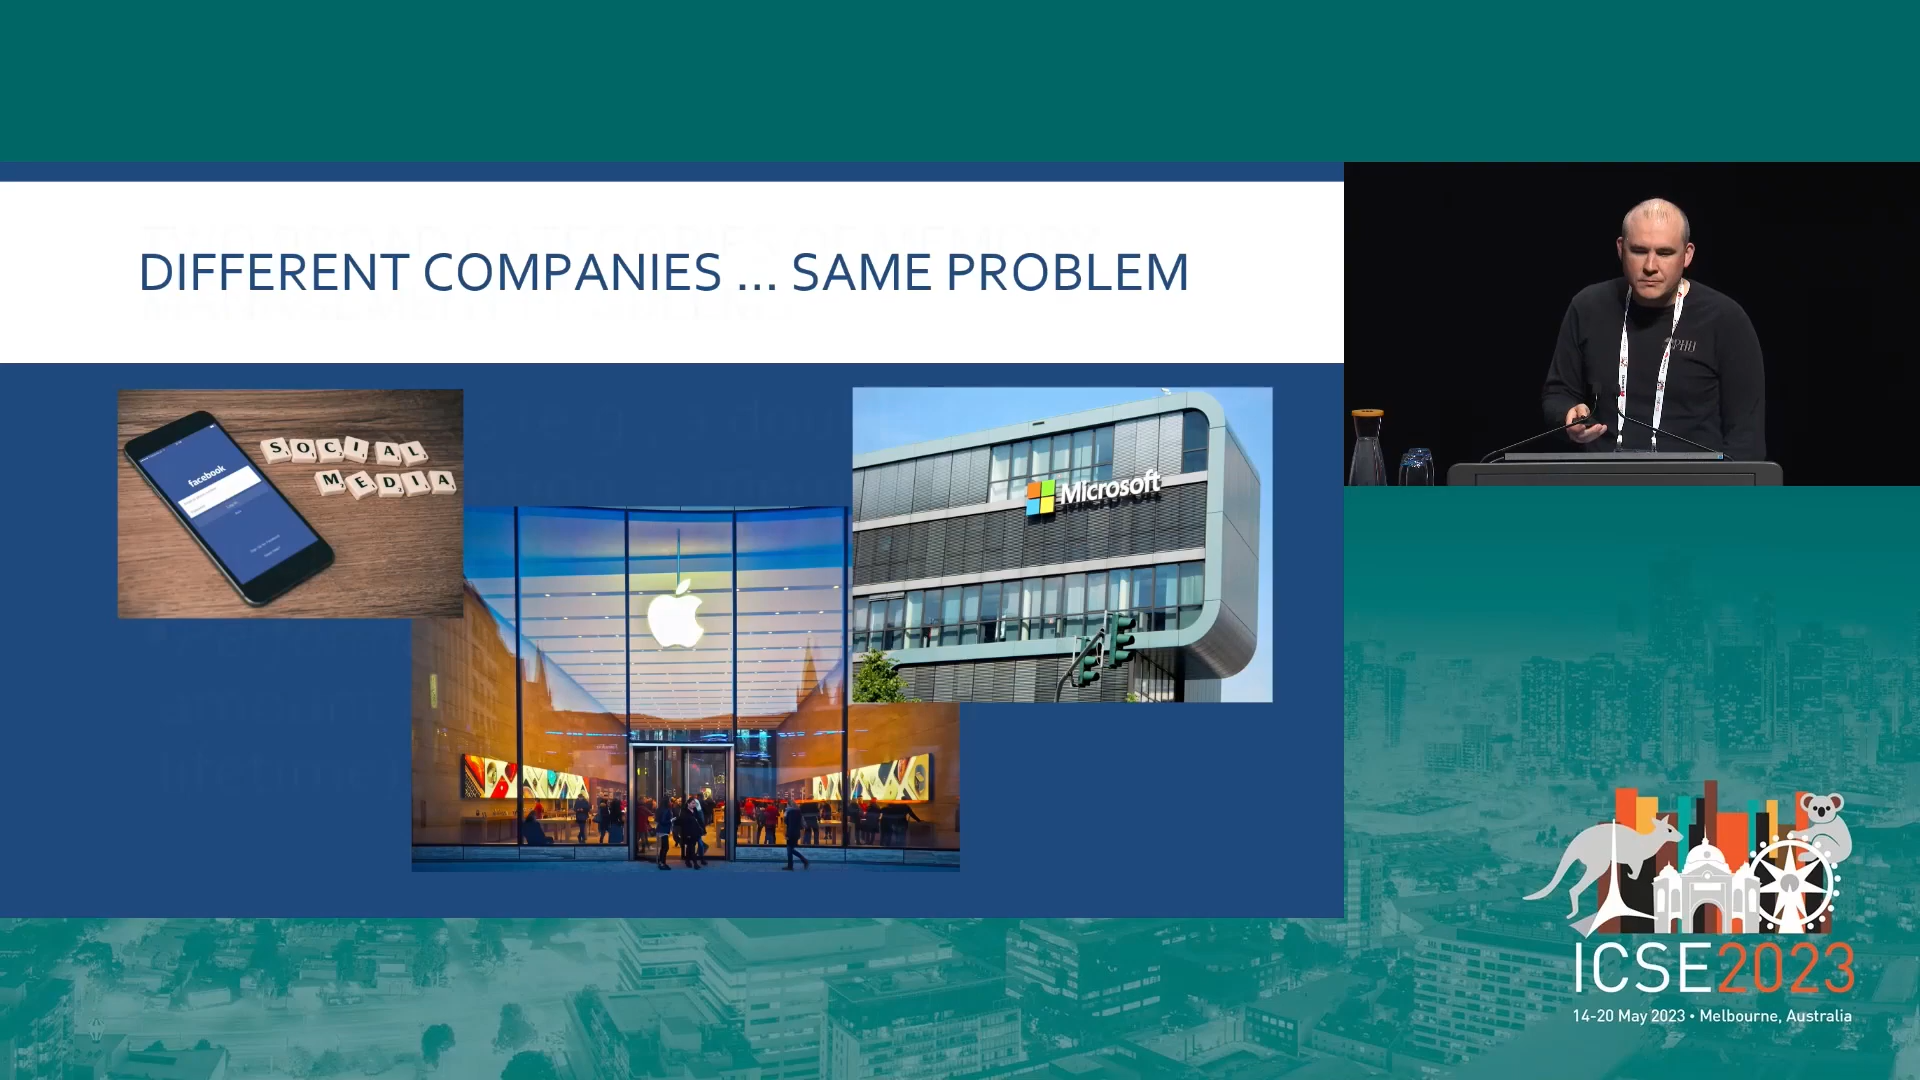 DIFFERENT COMPANIES ... SAME PROBLEM
facebook
SOCIAL
MEDIA
Microsoft
ICSE2023
14-20 May 2023 • Melbourne, Australia